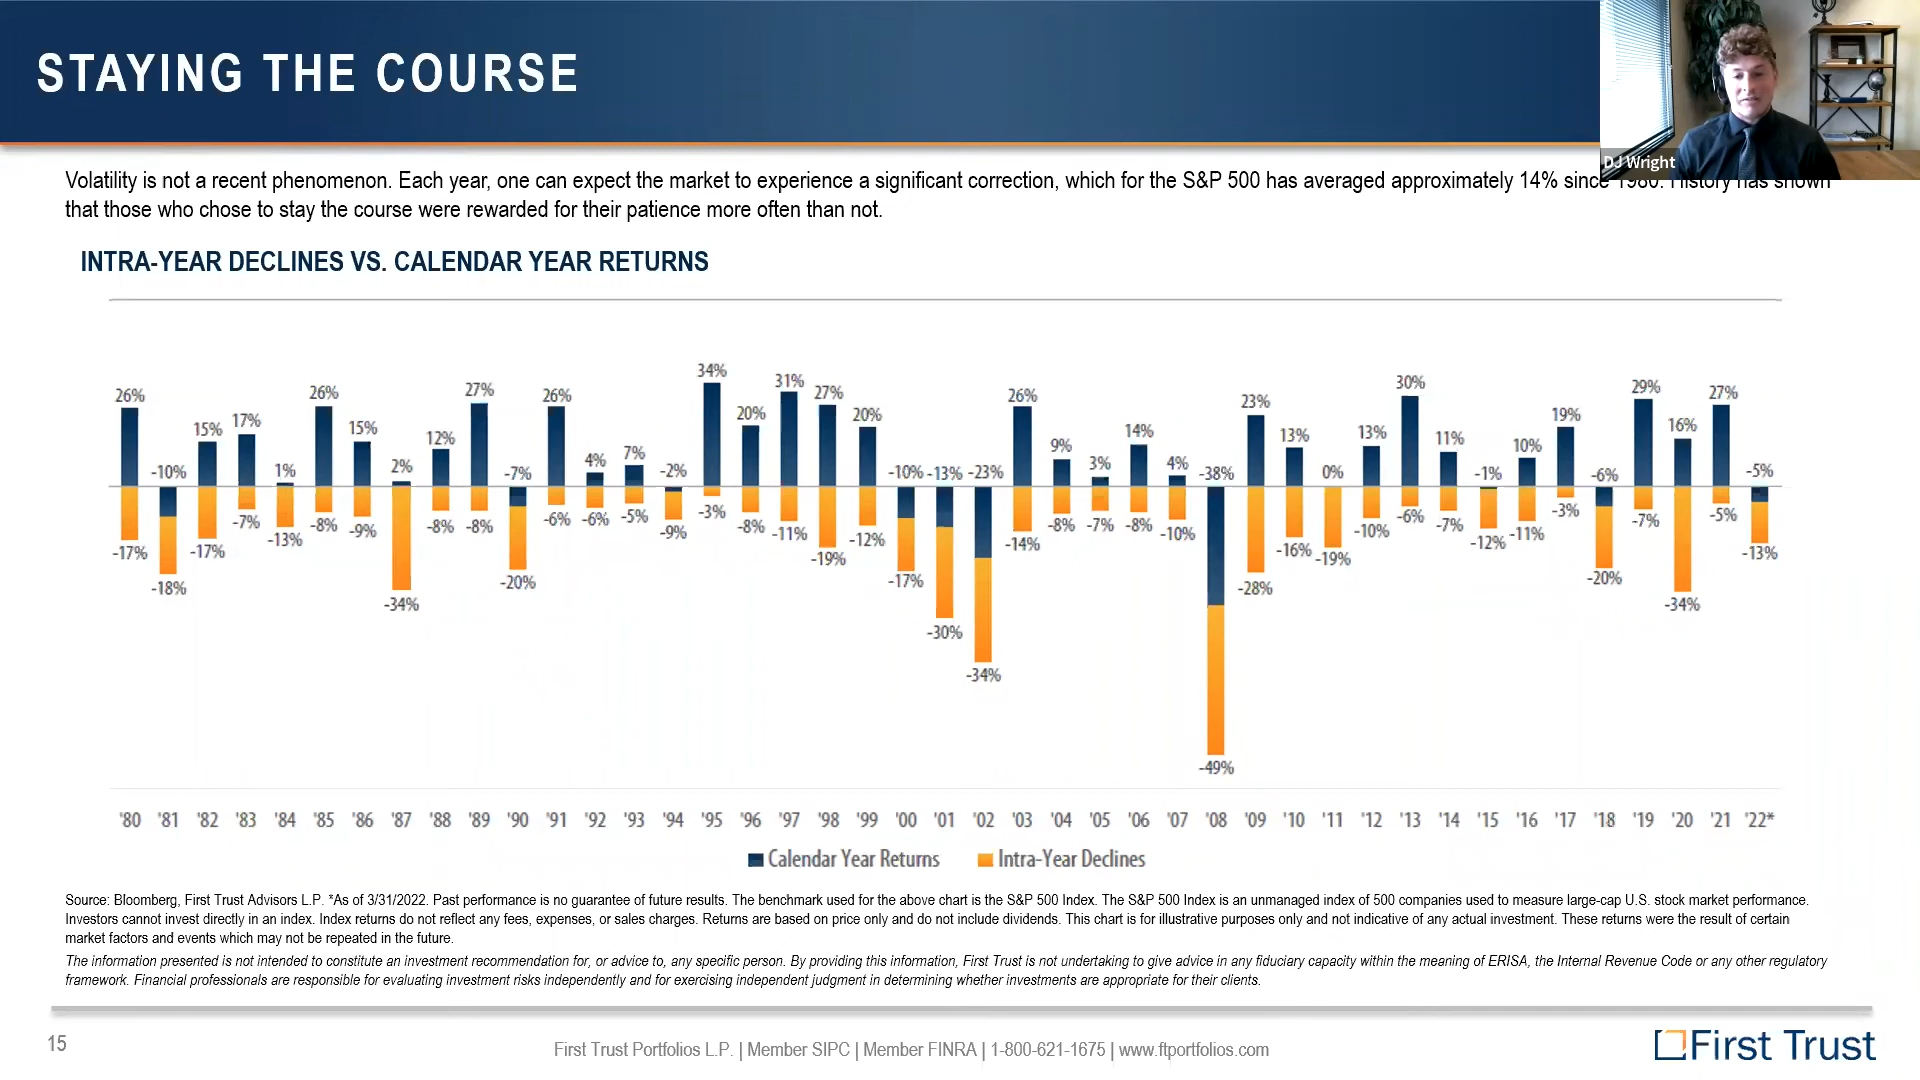 STAYING THE COURSE
DJ Wright
Volatility is not a recent phenomenon. Each year, one can expect the market to experience a significant correction, which for the S&P 500 has averaged approximately 14% since 1980. History has shown
that those who chose to stay the course were rewarded for their patience more often than not.
INTRA-YEAR DECLINES VS. CALENDAR YEAR RETURNS
26% -10% 15% 17% 1% 26% 15% 2% 12% 27% -7% 26% 4% 7% -2% 34% 20% 31% 27% 20% -10% -13% -23% 26% 9% 3% 14% 4% -38% 23% 13% 0% 13% 30% 11% -1% 10% 19% -6% 29% 16% 27% -5%
-17% -18% -17% -7% -13% -8% -9% -34% -8% -8% -20% -6% -6% -5% -9% -3% -8% -11% -19% -12% -17% -30% -34% -14% -8% -7% -8% -10% -49% -28% -16% -19% -10% -6% -7% -12% -11% -3% -20% -7% -34% -5% -13%
'80 '81 '82 '83 '84 '85 '86 '87 '88 '89 '90 '91 '92 '93 '94 '95 '96 '97 '98 '99 '00 '01 '02 '03 '04 '05 '06 '07 '08 '09 '10 '11 '12 '13 '14 '15 '16 '17 '18 '19 '20 '21 '22*
Calendar Year Returns Intra-Year Declines
Source: Bloomberg, First Trust Advisors L.P. *As of 3/31/2022. Past performance is no guarantee of future results. The benchmark used for the above chart is the S&P 500 Index. The S&P 500 Index is an unmanaged index of 500 companies used to measure large-cap U.S. stock market performance.
Investors cannot invest directly in an index. Index returns do not reflect any fees, expenses, or sales charges. Returns are based on price only and do not include dividends. This chart is for illustrative purposes only and not indicative of any actual investment. These returns were the result of certain
market factors and events which may not be repeated in the future.
The information presented is not intended to constitute an investment recommendation for, or advice to, any specific person. By providing this information, First Trust is not undertaking to give advice in any fiduciary capacity within the meaning of ERISA, the Internal Revenue Code or any other regulatory
framework. Financial professionals are responsible for evaluating investment risks independently and for exercising independent judgment in determining whether investments are appropriate for their clients.
15
First Trust Portfolios L.P. | Member SIPC | Member FINRA | 1-800-621-1675 | www.ftportfolios.com
First Trust